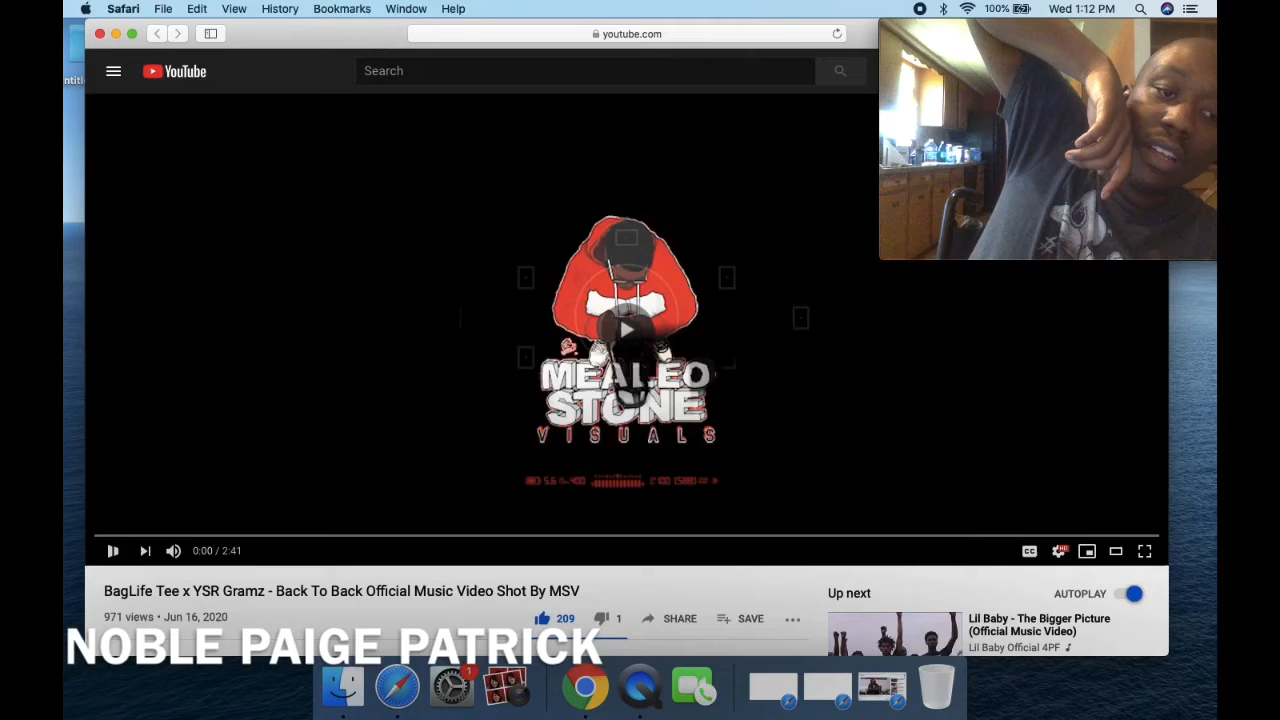 Safari File Edit View History Bookmarks Window Help 100% Wed 1:12 PM
youtube.com
YouTube Search
MEALEO
STONE
VISUALS
0:00 / 2:41 CC HD
BagLife Tee x YSR Gramz - Back To Back Official Music Video Shot By MSV
Up next AUTOPLAY
971 views • Jun 16, 2020 209 1 SHARE SAVE
Lil Baby - The Bigger Picture
(Official Music Video)
Lil Baby Official 4PF
NOBLE PAIGE PATRICK
1